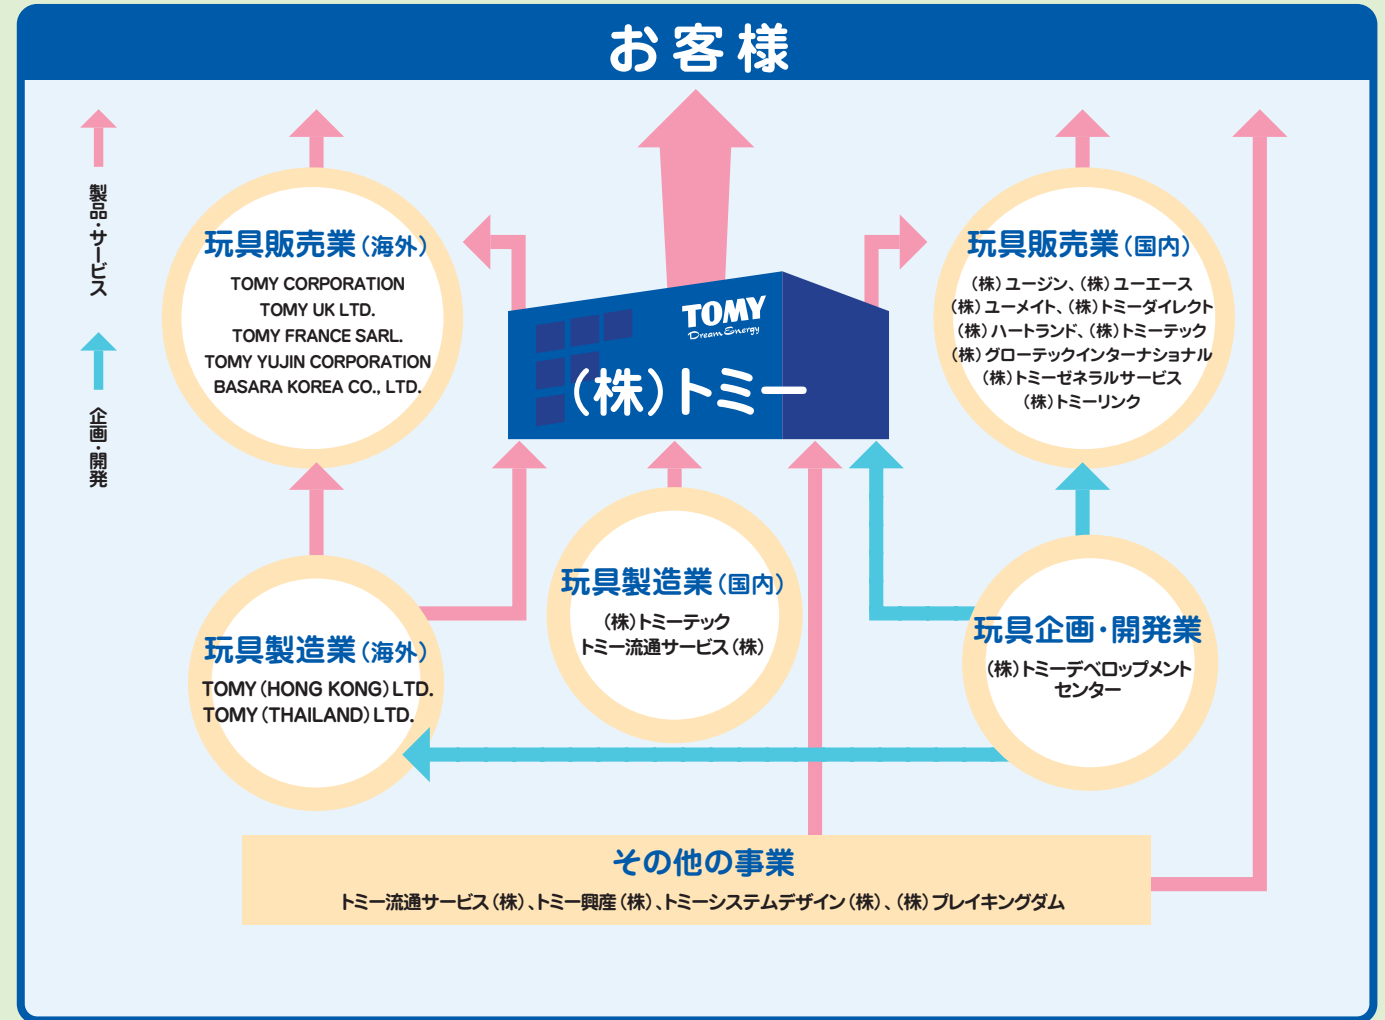 お客様
製品・サービス
企画・開発
玩具販売業（海外）
TOMY CORPORATION
TOMY UK LTD.
TOMY FRANCE SARL.
TOMY YUJIN CORPORATION
BASARA KOREA CO., LTD.
TOMY
Dream Energy
（株）トミー
玩具販売業（国内）
（株）ユージン、（株）ユーエース
（株）ユーメイト、（株）トミーダイレクト
（株）ハートランド、（株）トミーテック
（株）グローテックインターナショナル
（株）トミーゼネラルサービス
（株）トミーリンク
玩具製造業（海外）
TOMY（HONG KONG）LTD.
TOMY（THAILAND）LTD.
玩具製造業（国内）
（株）トミーテック
トミー流通サービス（株）
玩具企画・開発業
（株）トミーデベロップメント
センター
その他の事業
トミー流通サービス（株）、トミー興産（株）、トミーシステムデザイン（株）、（株）プレイキングダム